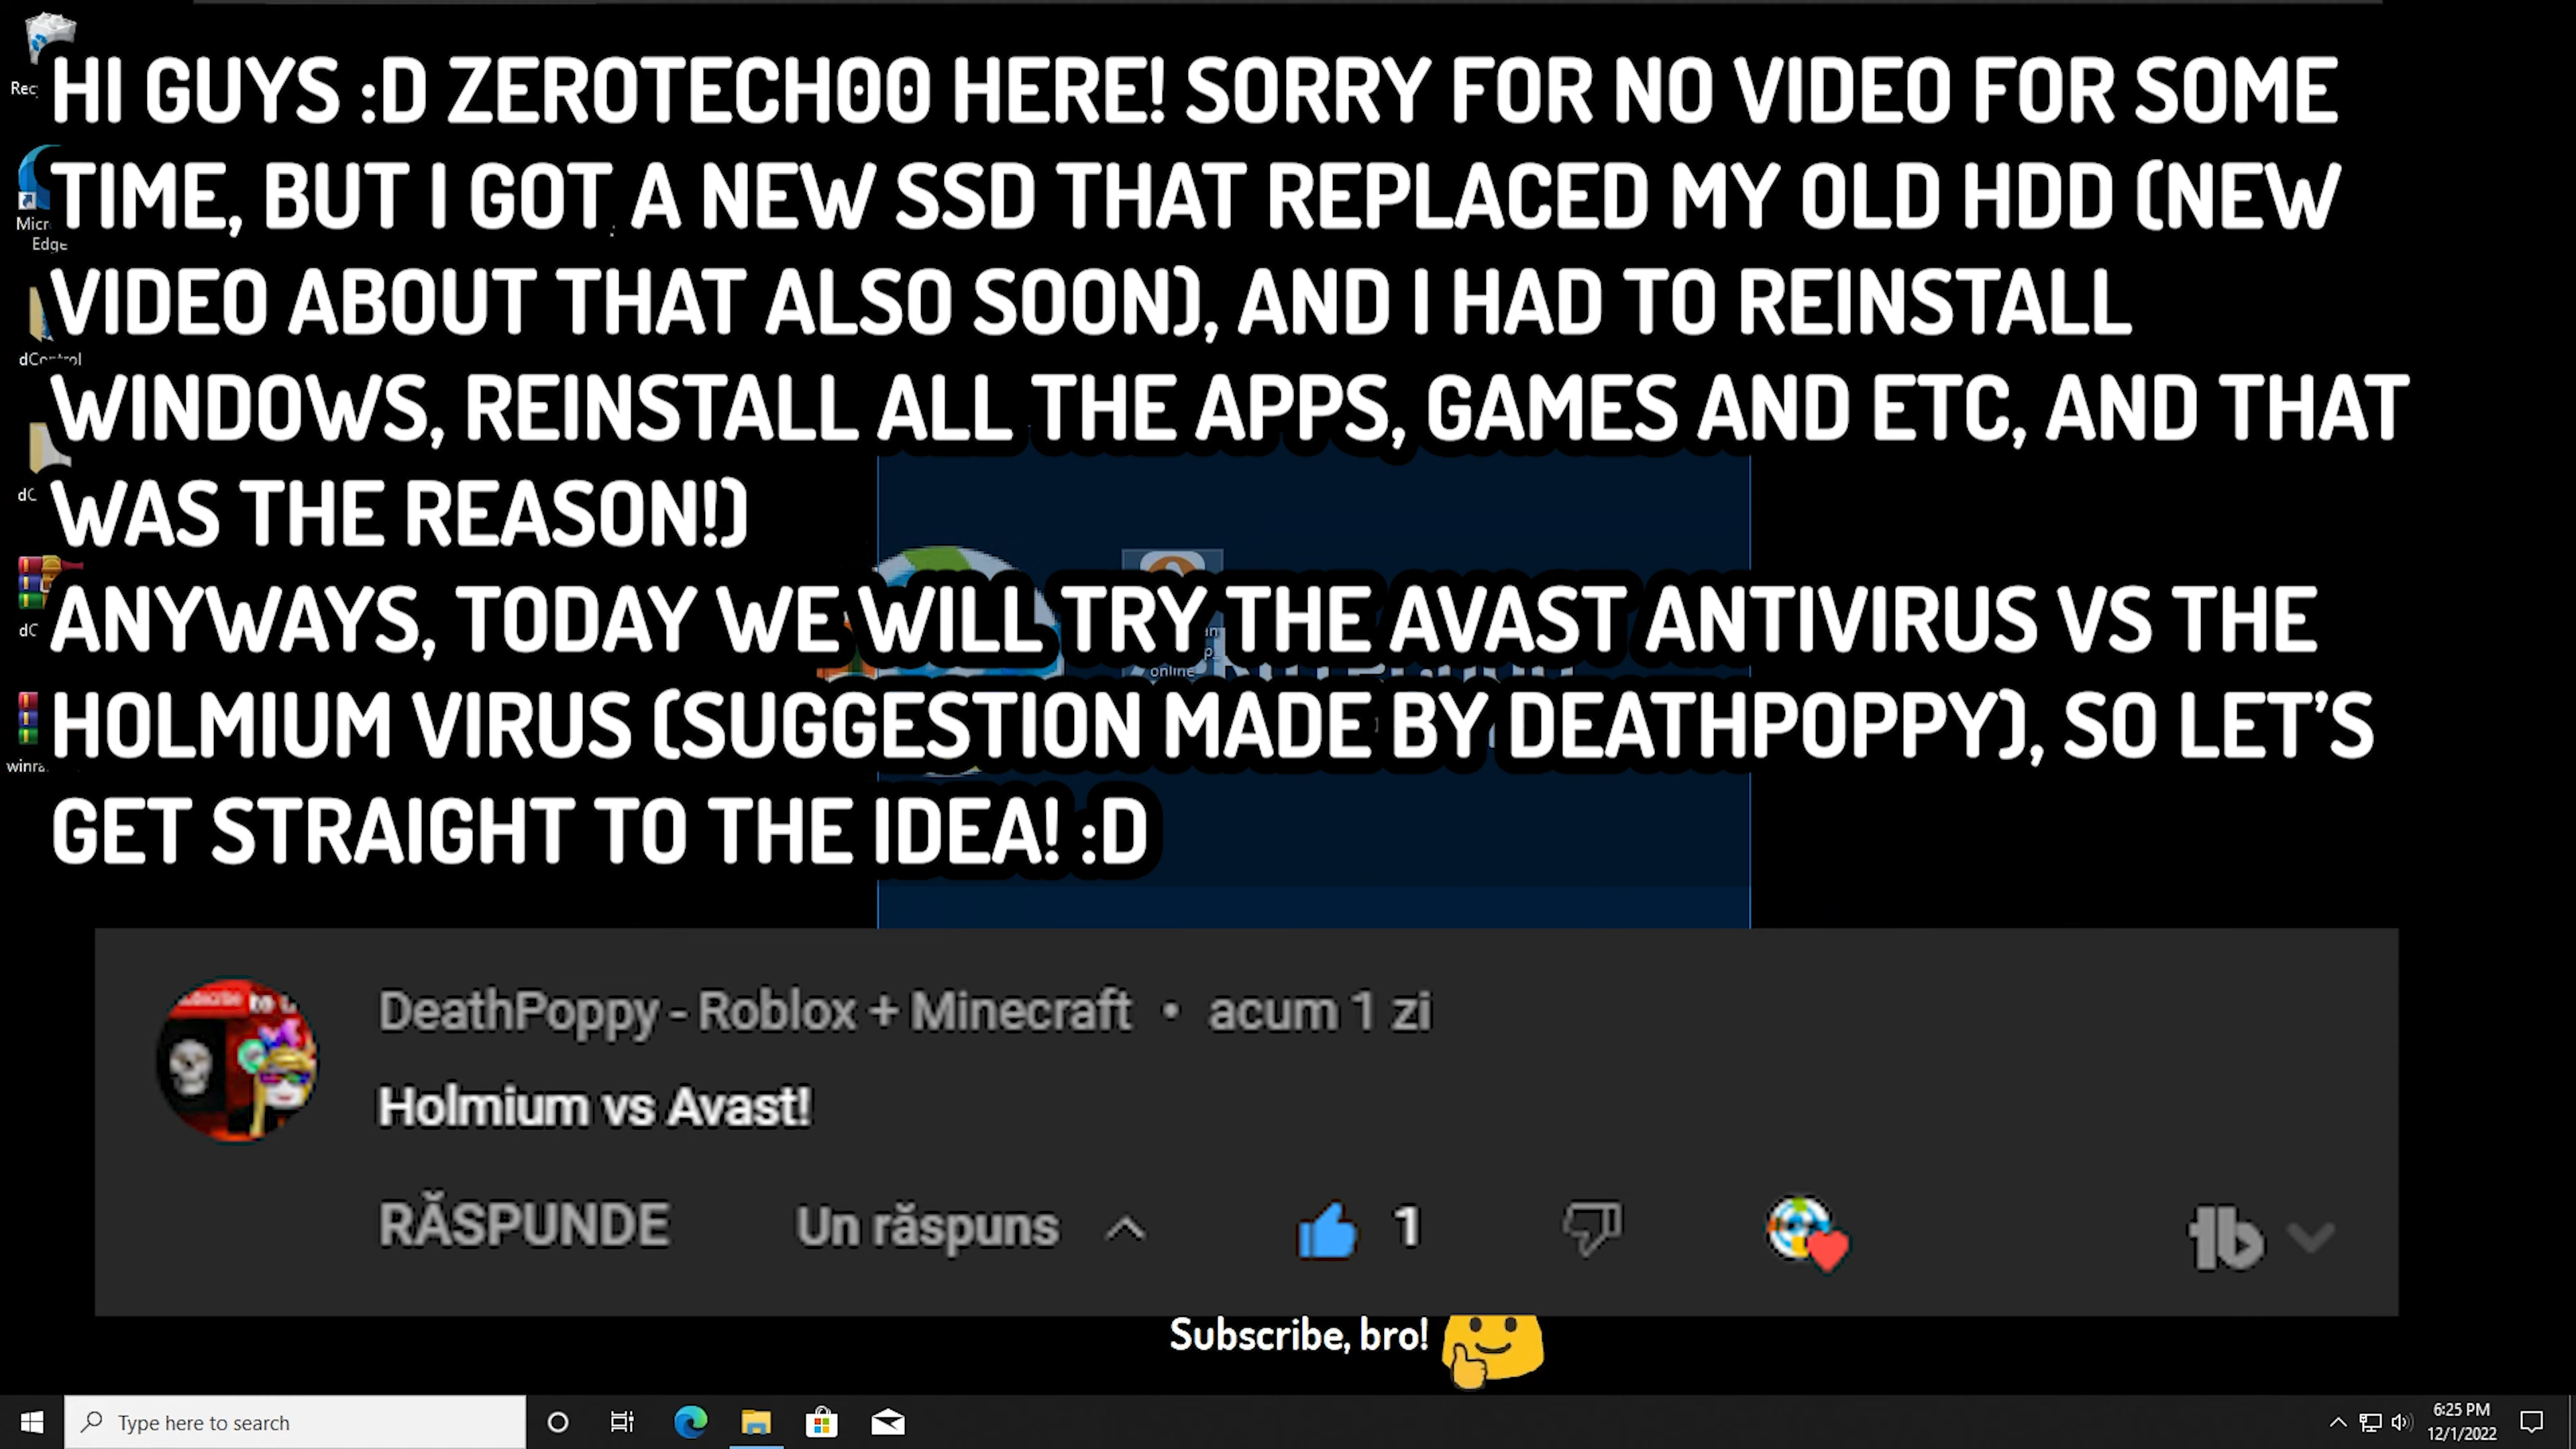 HI GUYS :D ZEROTECH00 HERE! SORRY FOR NO VIDEO FOR SOME
TIME, BUT I GOT A NEW SSD THAT REPLACED MY OLD HDD (NEW
VIDEO ABOUT THAT ALSO SOON), AND I HAD TO REINSTALL
WINDOWS, REINSTALL ALL THE APPS, GAMES AND ETC, AND THAT
WAS THE REASON!)
ANYWAYS, TODAY WE WILL TRY THE AVAST ANTIVIRUS VS THE
HOLMIUM VIRUS (SUGGESTION MADE BY DEATHPOPPY), SO LET'S
GET STRAIGHT TO THE IDEA! :D
Edge
dControl
online
DeathPoppy - Roblox + Minecraft • acum 1 zi
Holmium vs Avast!
RĂSPUNDE Un răspuns 1
Subscribe, bro!
Type here to search
6:25 PM
12/1/2022